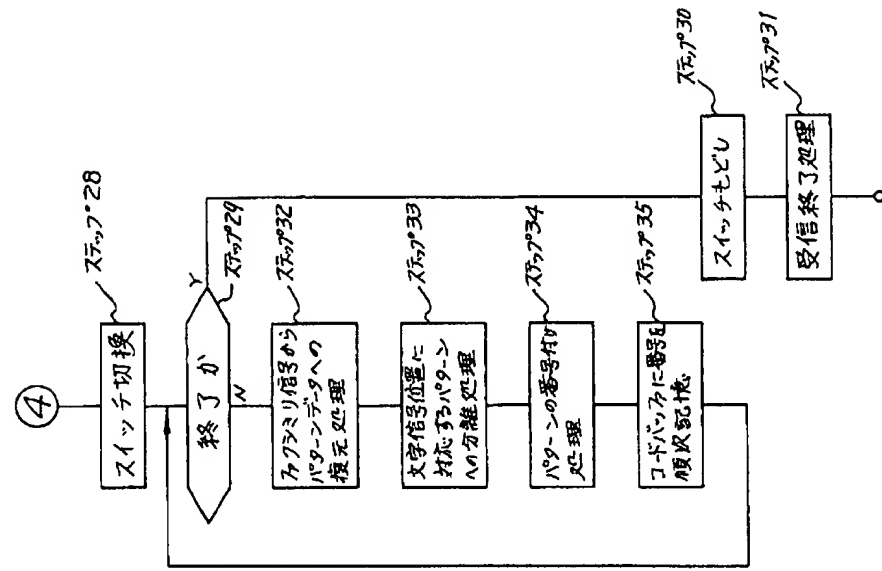 ④
スイッチ切換
ステップ28
終了か
Y
N
ステップ29
ファクシミリ信号から
パターンデータへの
復元処理
ステップ32
文字信号位置に
対応するパターン
への分離処理
ステップ33
パターンの番号付け
処理
ステップ34
コードバッファに番号を
順次記憶
ステップ35
スイッチもどし
ステップ30
受信終了処理
ステップ31